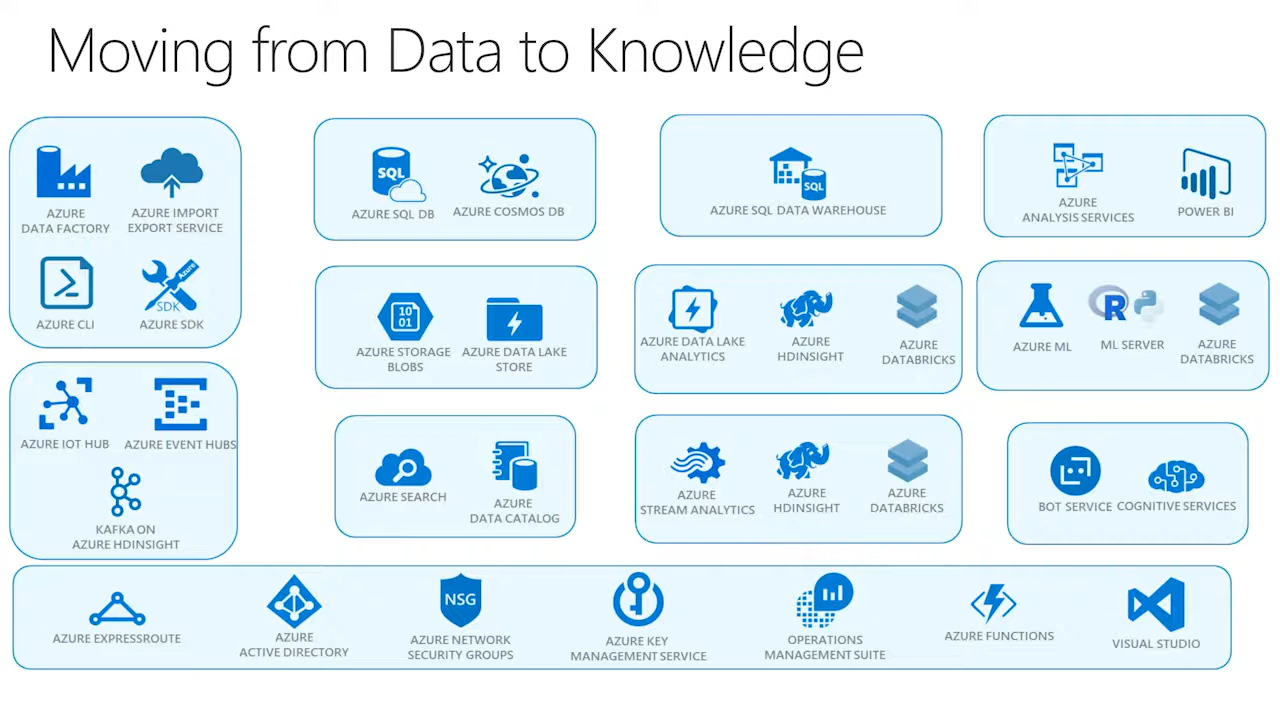 Moving from Data to Knowledge
AZURE
DATA FACTORY
AZURE IMPORT
EXPORT SERVICE
AZURE CLI
SDK
Azure
AZURE SDK
AZURE IOT HUB
AZURE EVENT HUBS
KAFKA ON
AZURE HDINSIGHT
SQL
AZURE SQL DB
AZURE COSMOS DB
10
01
AZURE STORAGE
BLOBS
AZURE DATA LAKE
STORE
AZURE SEARCH
AZURE
DATA CATALOG
SQL
AZURE SQL DATA WAREHOUSE
AZURE DATA LAKE
ANALYTICS
AZURE
HDINSIGHT
AZURE
DATABRICKS
AZURE
STREAM ANALYTICS
AZURE
HDINSIGHT
AZURE
DATABRICKS
AZURE
ANALYSIS SERVICES
POWER BI
AZURE ML
R
ML SERVER
AZURE
DATABRICKS
BOT SERVICE
COGNITIVE SERVICES
AZURE EXPRESSROUTE
AZURE
ACTIVE DIRECTORY
NSG
AZURE NETWORK
SECURITY GROUPS
AZURE KEY
MANAGEMENT SERVICE
OPERATIONS
MANAGEMENT SUITE
AZURE FUNCTIONS
VISUAL STUDIO